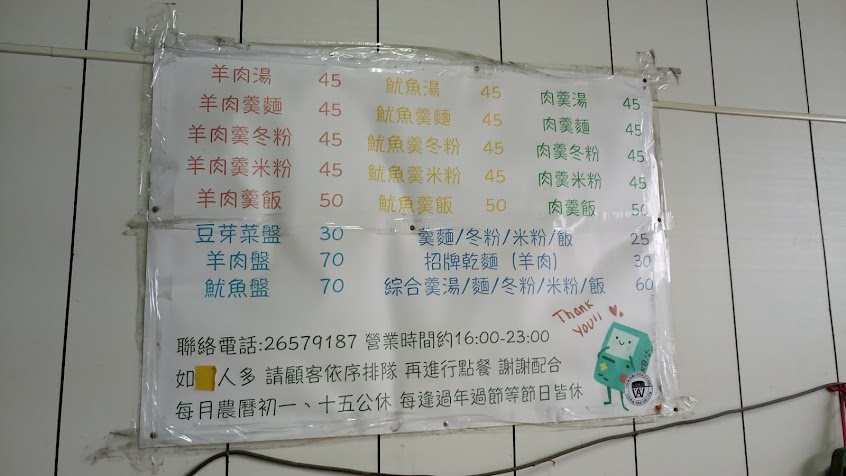 羊肉湯 45
羊肉羹麵 45
羊肉羹冬粉 45
羊肉羹米粉 45
羊肉羹飯 50
魷魚湯 45
魷魚羹麵 45
魷魚羹冬粉 45
魷魚羹米粉 45
魷魚羹飯 50
肉羹湯 45
肉羹麵 45
肉羹冬粉 45
肉羹米粉 45
肉羹飯 50
豆芽菜盤 30
羊肉盤 70
魷魚盤 70
羹麵/冬粉/米粉/飯 25
招牌乾麵(羊肉) 30
綜合羹湯/麵/冬粉/米粉/飯 60
Thank
you!!
聯絡電話:26579187 營業時間約16:00-23:00
如 人多 請顧客依序排隊 再進行點餐 謝謝配合
每月農曆初一、十五公休 每逢過年過節等節日皆休